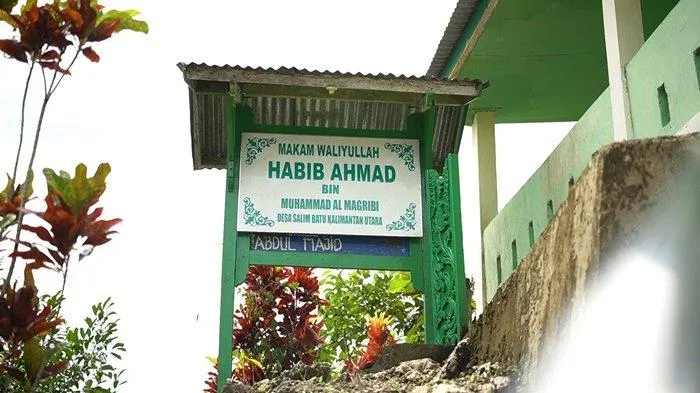 MAKAM WALIYULLAH
HABIB AHMAD
BIN
MUHAMMAD AL MAGRIBI
DESA SALIM BATU KALIMANTAN UTARA
ABDUL MAJID